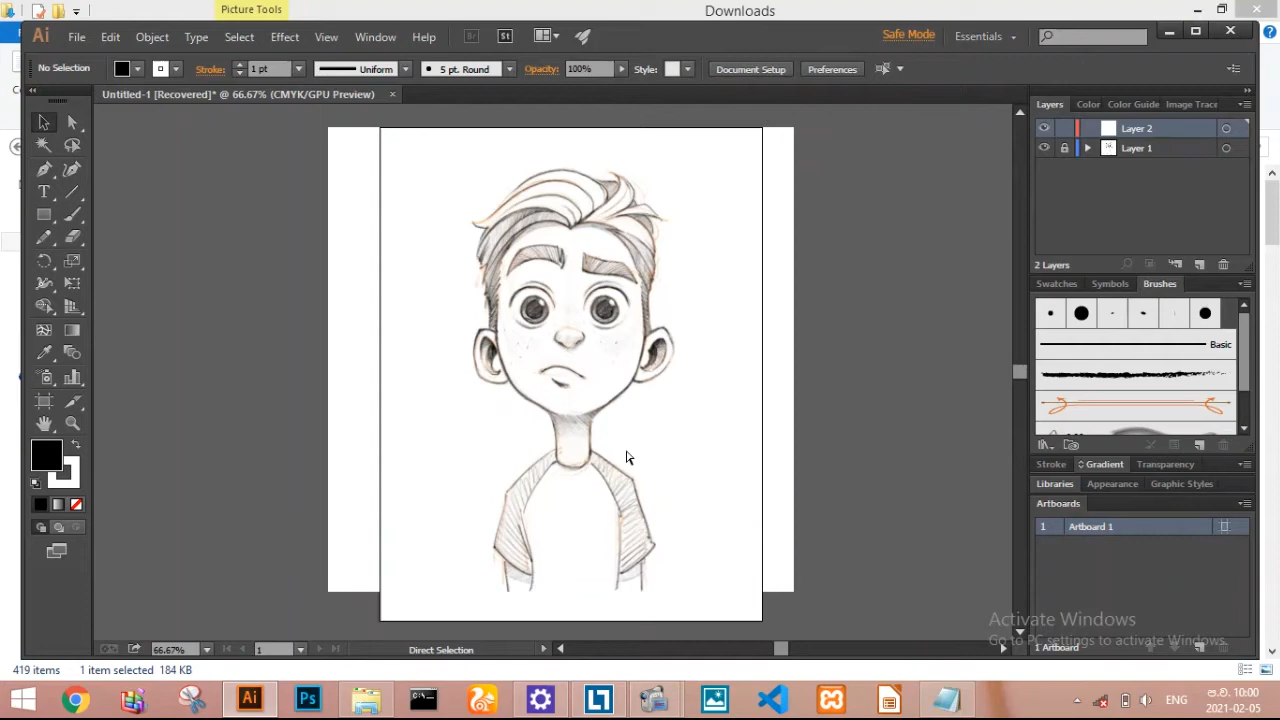 Picture Tools
Downloads
Ai File Edit Object Type Select Effect View Window Help Br St Safe Mode Essentials
No Selection Stroke: 1 pt Uniform 5 pt. Round Opacity: 100% Style: Document Setup Preferences
Untitled-1 [Recovered]* @ 66.67% (CMYK/GPU Preview)
Layers Color Color Guide Image Trace
Layer 2
Layer 1
2 Layers
Swatches Symbols Brushes
Basic
Stroke Gradient Transparency
Libraries Appearance Graphic Styles
Artboards
1 Artboard 1
Activate Windows
Go to PC settings to activate Windows.
1 Artboard
66.67% 1 Direct Selection
419 items 1 item selected 184 KB
Ai Ps ENG ප.ව. 10:00
2021-02-05